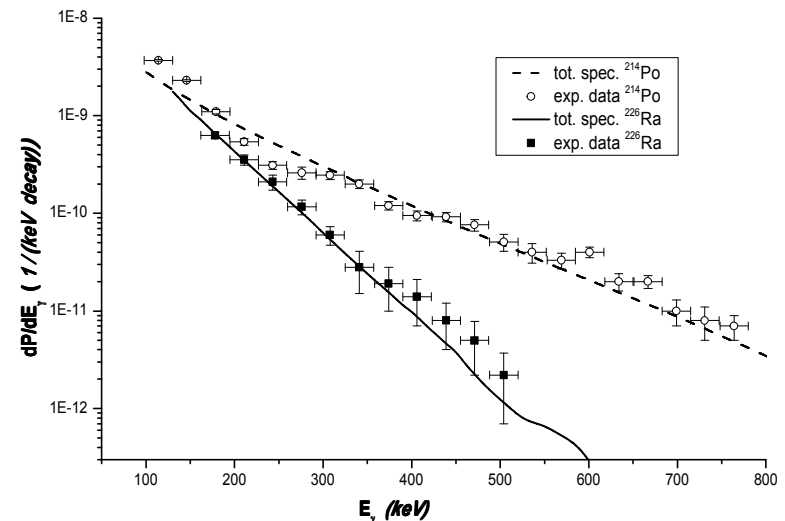 1E-8
1E-9
1E-10
1E-11
1E-12
dP/dEγ ( 1/(keV decay))
tot. spec. ²¹⁴Po
exp. data ²¹⁴Po
tot. spec. ²²⁶Ra
exp. data ²²⁶Ra
100 200 300 400 500 600 700 800
Eγ (keV)